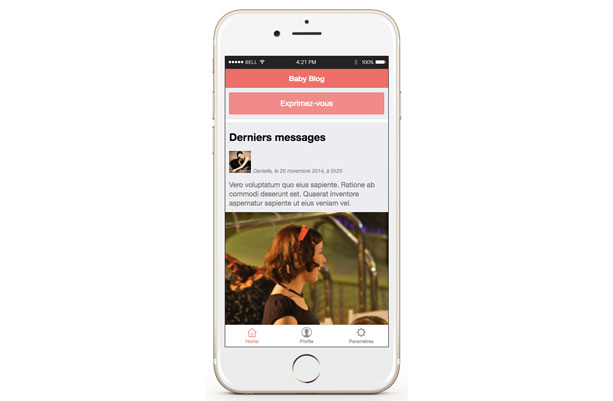 BELL 4:21 PM 100%
Baby Blog
Exprimez-vous
Derniers messages
Danielle, le 20 novembre 2014, à 5h25
Vero voluptatum quo eius sapiente. Ratione ab
commodi deserunt est. Quaerat inventore
aspernatur sapiente ut eius veniam vel.
Home Profile Paramètres